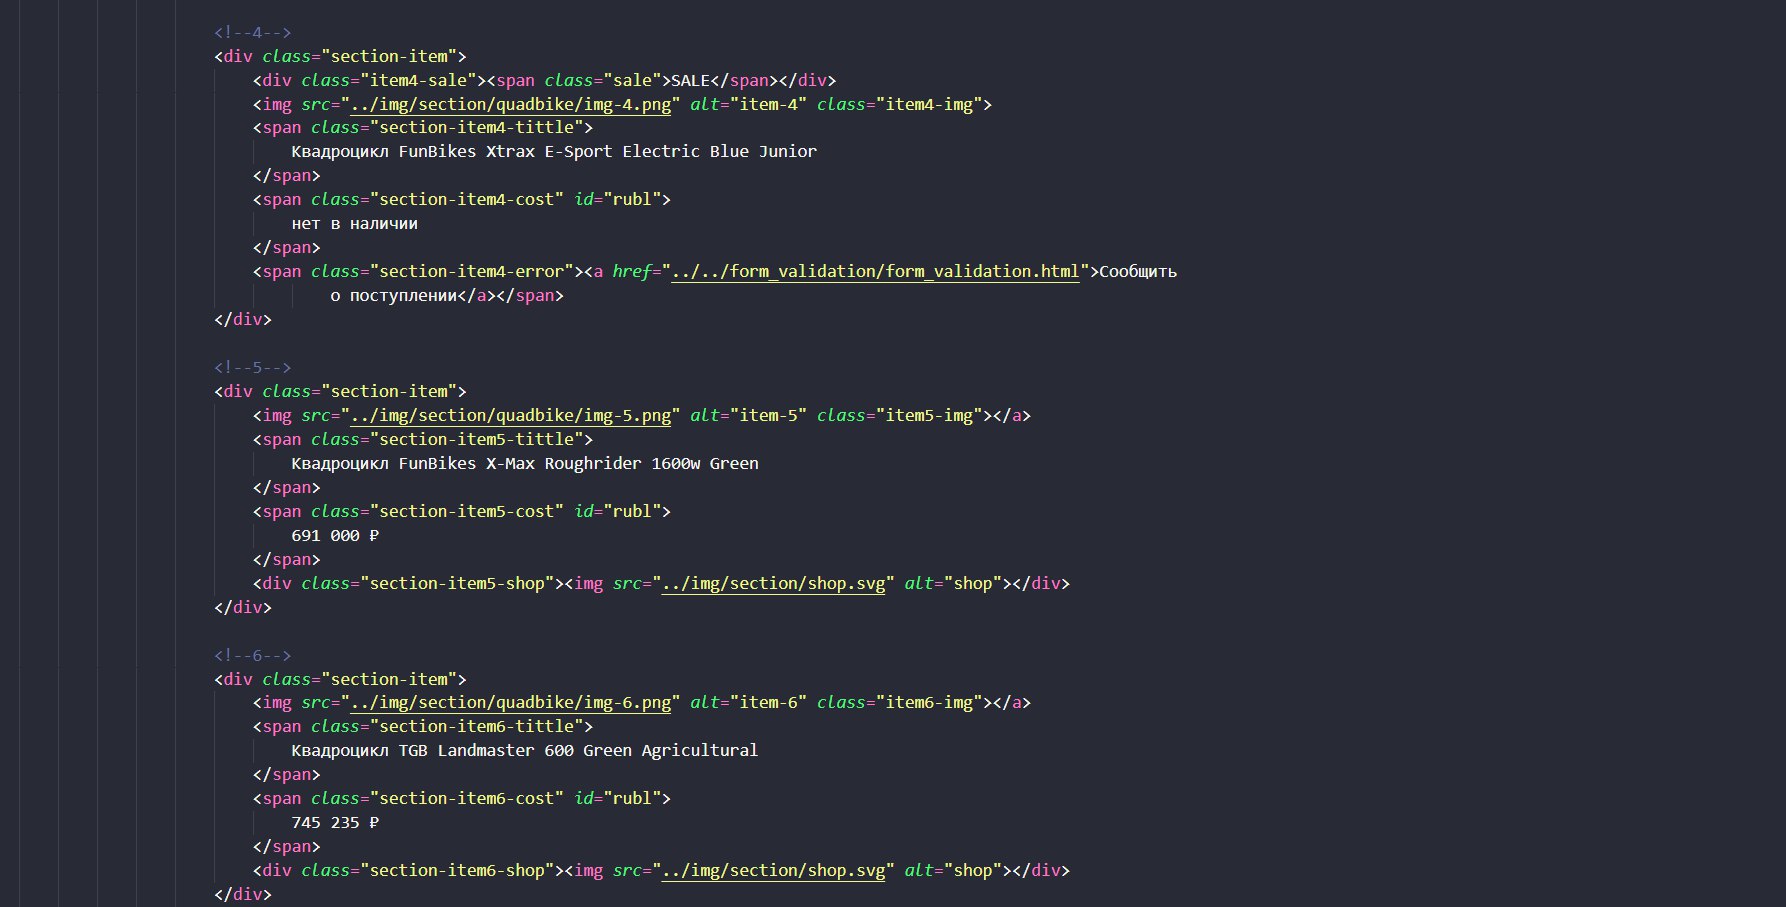 <!--4-->
<div class="section-item">
<div class="item4-sale"><span class="sale">SALE</span></div>
<img src="../img/section/quadbike/img-4.png" alt="item-4" class="item4-img">
<span class="section-item4-tittle">
Квадроцикл FunBikes Xtrax E-Sport Electric Blue Junior
</span>
<span class="section-item4-cost" id="rubl">
нет в наличии
</span>
<span class="section-item4-error"><a href="../../form_validation/form_validation.html">Сообщить
о поступлении</a></span>
</div>
<!--5-->
<div class="section-item">
<img src="../img/section/quadbike/img-5.png" alt="item-5" class="item5-img"></a>
<span class="section-item5-tittle">
Квадроцикл FunBikes X-Max Roughrider 1600w Green
</span>
<span class="section-item5-cost" id="rubl">
691 000 ₽
</span>
<div class="section-item5-shop"><img src="../img/section/shop.svg" alt="shop"></div>
</div>
<!--6-->
<div class="section-item">
<img src="../img/section/quadbike/img-6.png" alt="item-6" class="item6-img"></a>
<span class="section-item6-tittle">
Квадроцикл TGB Landmaster 600 Green Agricultural
</span>
<span class="section-item6-cost" id="rubl">
745 235 ₽
</span>
<div class="section-item6-shop"><img src="../img/section/shop.svg" alt="shop"></div>
</div>